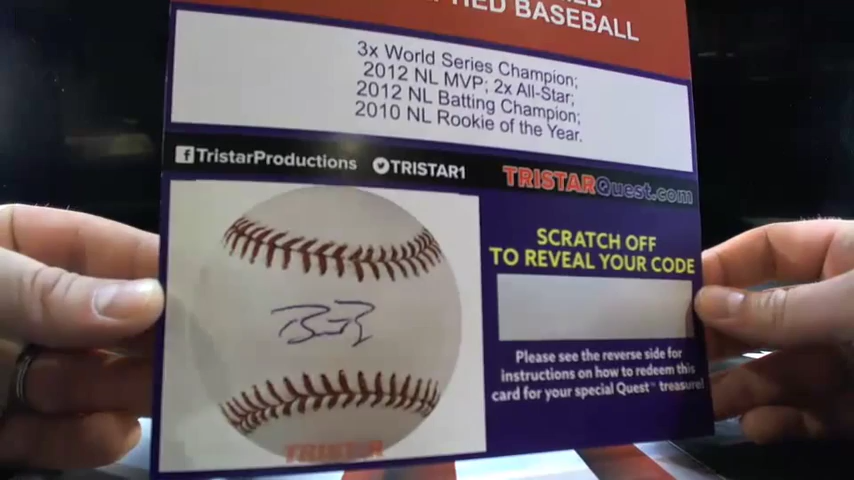 BASEBALL
3x World Series Champion;
2012 NL MVP; 2x All-Star;
2012 NL Batting Champion;
2010 NL Rookie of the Year.
TristarProductions TRISTAR1 TRISTARQuest.com
SCRATCH OFF
TO REVEAL YOUR CODE
Please see the reverse side for
instructions on how to redeem this
card for your special Quest™ treasure!
TRISTAR